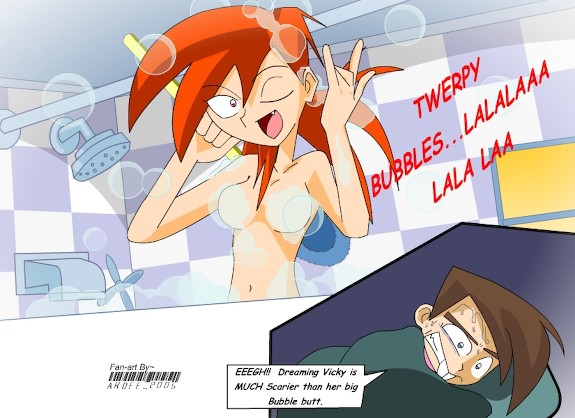 TWERPY
BUBBLES...LALALAAA
LALA LAA
EEEGH!! Dreaming Vicky is
MUCH Scarier than her big
Bubble butt.
Fan-art By~
ARDEE_2005